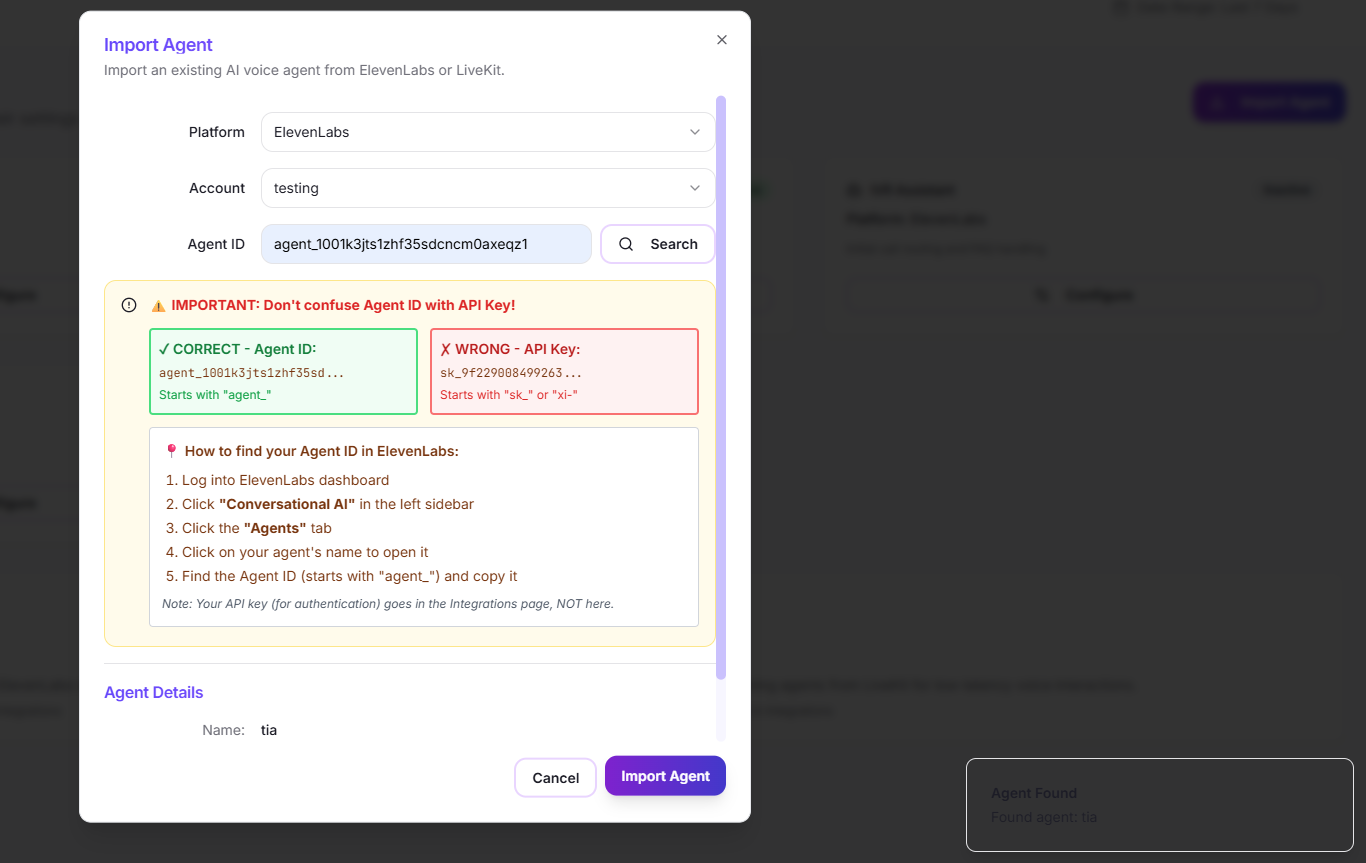 Import Agent
Import an existing AI voice agent from ElevenLabs or LiveKit.
Platform
ElevenLabs
Account
testing
Agent ID
agent_1001k3jts1zhf35sdcncm0axeqz1
Search
⚠️ IMPORTANT: Don't confuse Agent ID with API Key!
✓ CORRECT - Agent ID:
agent_1001k3jts1zhf35sd...
Starts with "agent_"
✗ WRONG - API Key:
sk_9f229008499263...
Starts with "sk_" or "xi-"
📍 How to find your Agent ID in ElevenLabs:
1. Log into ElevenLabs dashboard
2. Click "Conversational AI" in the left sidebar
3. Click the "Agents" tab
4. Click on your agent's name to open it
5. Find the Agent ID (starts with "agent_") and copy it
Note: Your API key (for authentication) goes in the Integrations page, NOT here.
Agent Details
Name: tia
Cancel
Import Agent
Import Agent
Configure
Agent Found
Found agent: tia